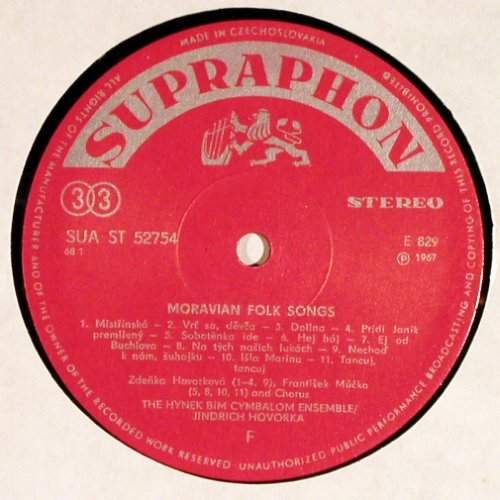 MADE IN CZECHOSLOVAKIA
ALL RIGHTS OF THE MANUFACTURER AND OF THE OWNER OF THE RECORDED WORK RESERVED · UNAUTHORIZED PUBLIC PERFORMANCE BROADCASTING AND COPYING OF THIS RECORD PROHIBITED
SUPRAPHON
33
STEREO
SUA ST 52754
E 829
68 1
Ⓟ 1967
MORAVIAN FOLK SONGS
1. Mistřínská – 2. Vrť sa, děvča – 3. Dolina – 4. Přidi Janik
premilený – 5. Sobotěnka ide – 6. Hej háj – 7. Ej od
Buchlova – 8. Na tých našich lukách – 9. Nechoď
k nám, šuhajku – 10. Išla Marina – 11. Tancuj,
tancuj
Zdeňka Hovorková (1–4, 9), František Múčka
(5, 8, 10, 11) and Chorus
THE HYNEK BÍM CYMBALOM ENSEMBLE/
JINDŘICH HOVORKA
F